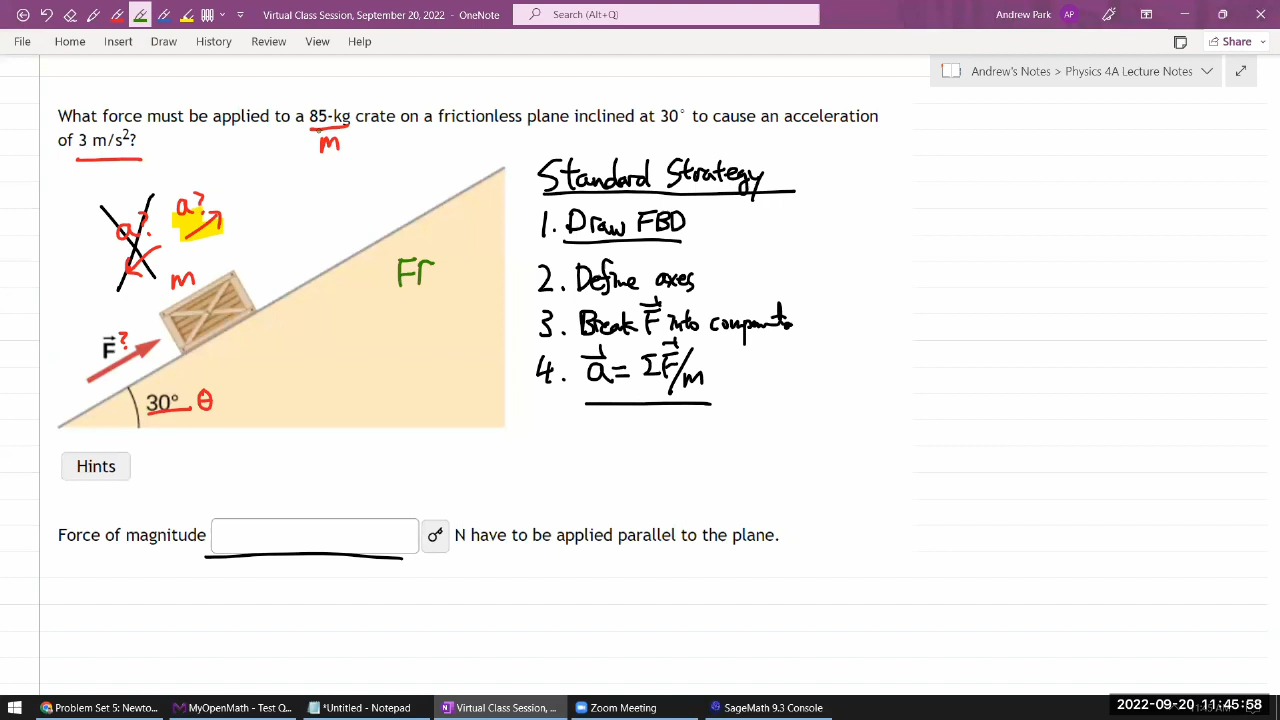 Virtual Class Session, September 20, 2022 - OneNote
Search (Alt+Q)
Andrew Park
AP
File Home Insert Draw History Review View Help
Share
Andrew's Notes > Physics 4A Lecture Notes
What force must be applied to a 85-kg crate on a frictionless plane inclined at 30° to cause an acceleration
of 3 m/s²?
m
Standard Strategy
1. Draw FBD
2. Define axes
3. Break F⃗ into components
4. a⃗ = ΣF⃗/m
a?
a?
m
Fr
F⃗ ?
30° θ
Hints
Force of magnitude
N have to be applied parallel to the plane.
Problem Set 5: Newto...
MyOpenMath - Test Q...
*Untitled - Notepad
Virtual Class Session, ...
Zoom Meeting
SageMath 9.3 Console
2022-09-20 11:45:58